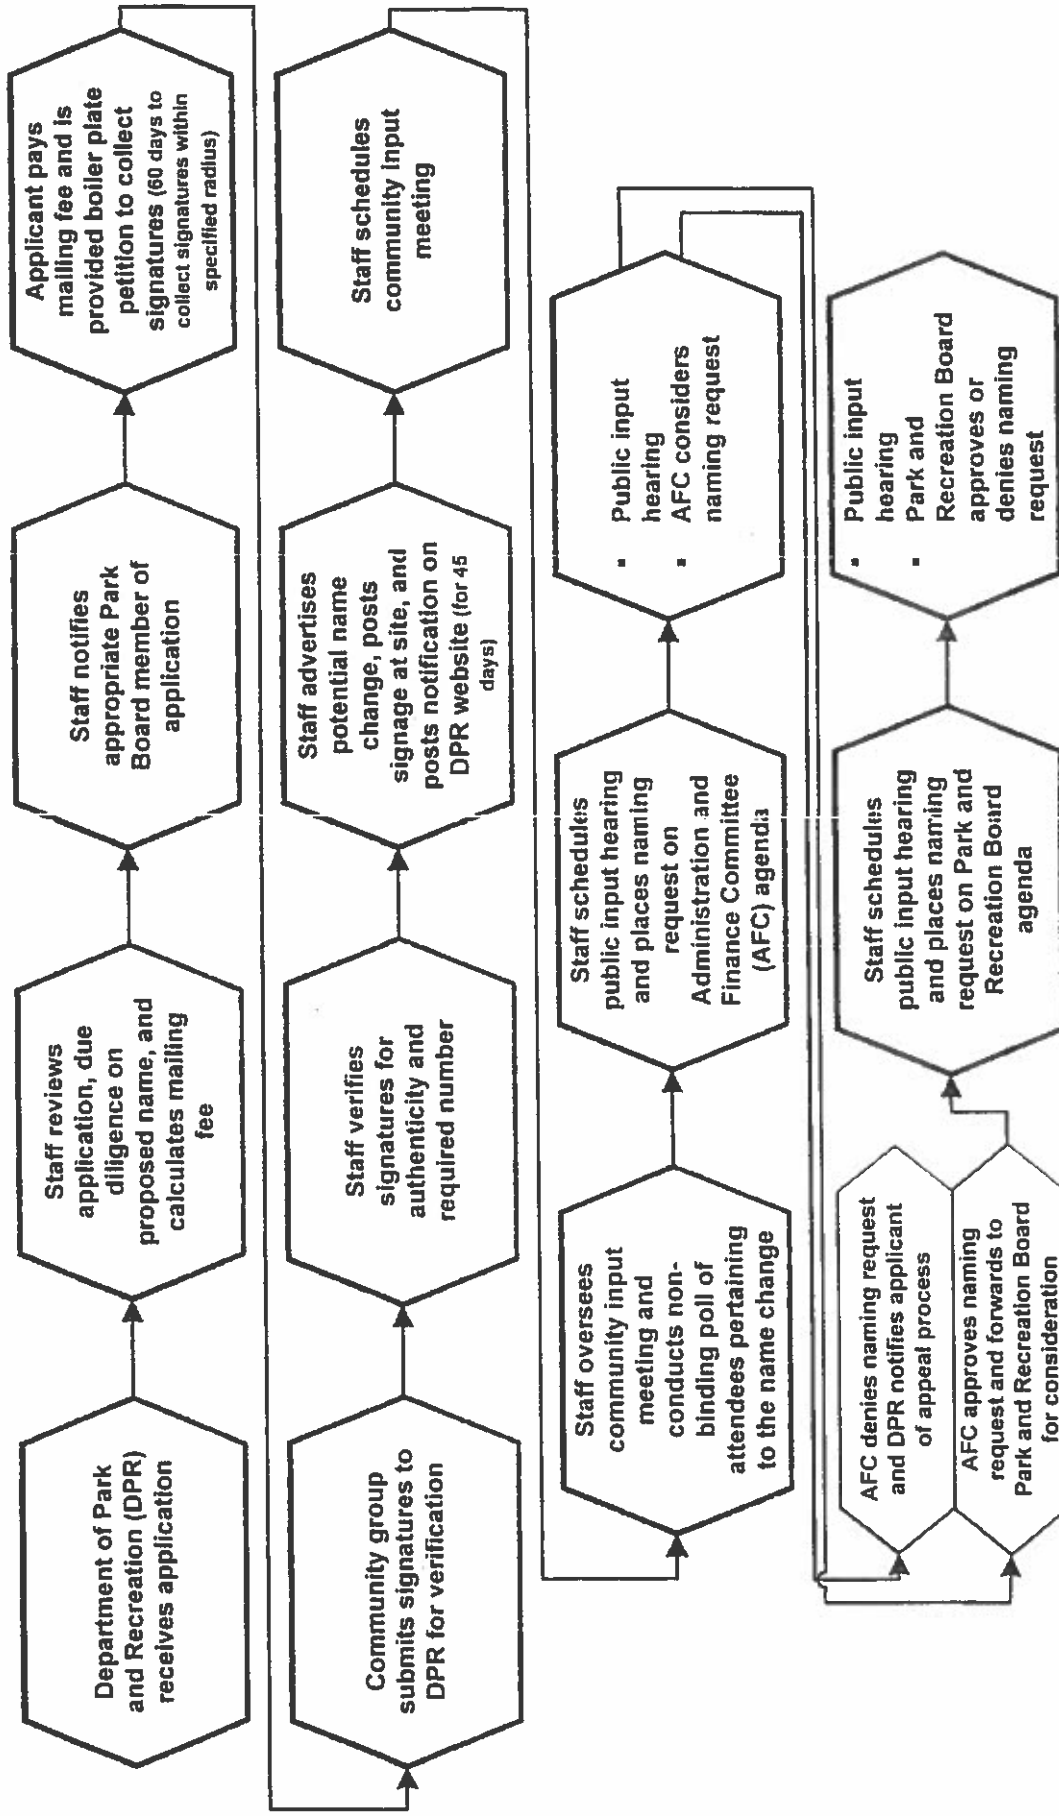 Department of Park
and Recreation (DPR)
receives application
Staff reviews
application, due
diligence on
proposed name, and
calculates mailing
fee
Staff notifies
appropriate Park
Board member of
application
Applicant pays
mailing fee and is
provided boiler plate
petition to collect
signatures (60 days to
collect signatures within
specified radius)
Community group
submits signatures to
DPR for verification
Staff verifies
signatures for
authenticity and
required number
Staff advertises
potential name
change, posts
signage at site, and
posts notification on
DPR website (for 45
days)
Staff schedules
community input
meeting
Staff oversees
community input
meeting and
conducts non-
binding poll of
attendees pertaining
to the name change
Staff schedules
public input hearing
and places naming
request on
Administration and
Finance Committee
(AFC) agenda
▪ Public input
hearing
▪ AFC considers
naming request
AFC denies naming request
and DPR notifies applicant
of appeal process
AFC approves naming
request and forwards to
Park and Recreation Board
for consideration
Staff schedules
public input hearing
and places naming
request on Park and
Recreation Board
agenda
▪ Public input
hearing
▪ Park and
Recreation Board
approves or
denies naming
request